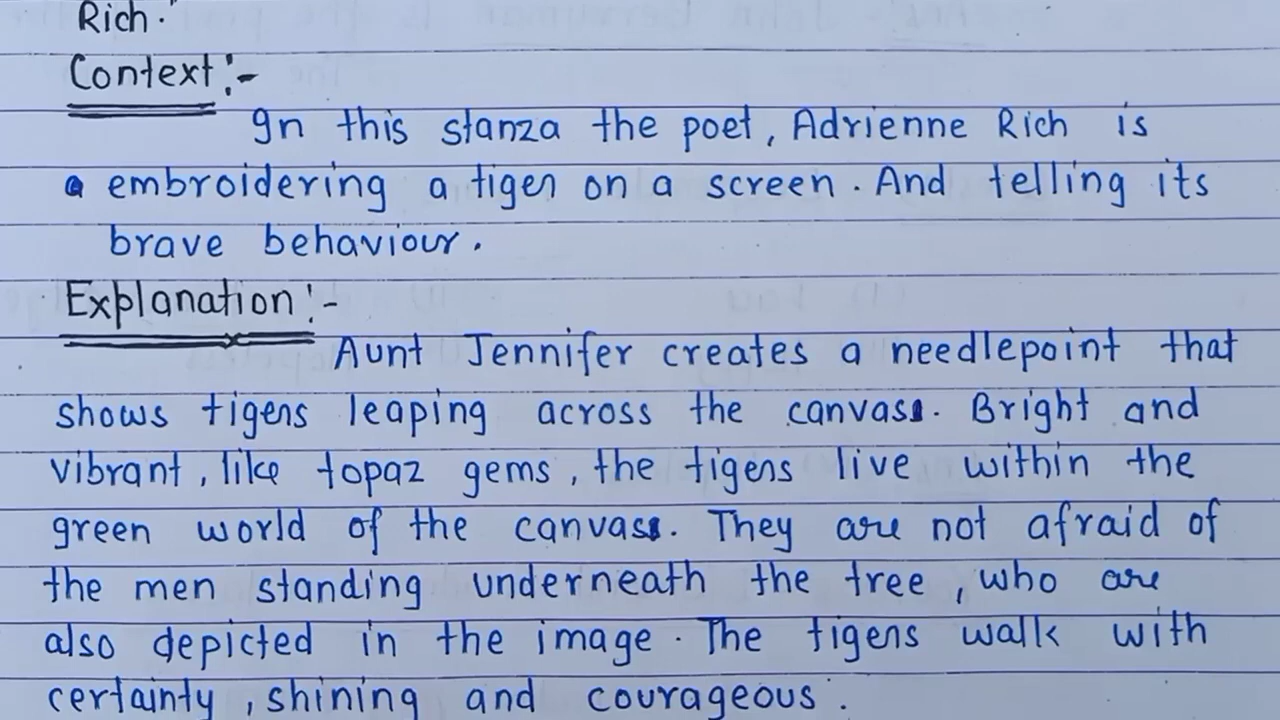 Rich.
Context:-
In this stanza the poet, Adrienne Rich is
a embroidering a tiger on a screen. And telling its
brave behaviour.
Explanation:-
Aunt Jennifer creates a needlepoint that
shows tigers leaping across the canvas. Bright and
vibrant, like topaz gems, the tigers live within the
green world of the canvas. They are not afraid of
the men standing underneath the tree, who are
also depicted in the image. The tigers walk with
certainty, shining and courageous.